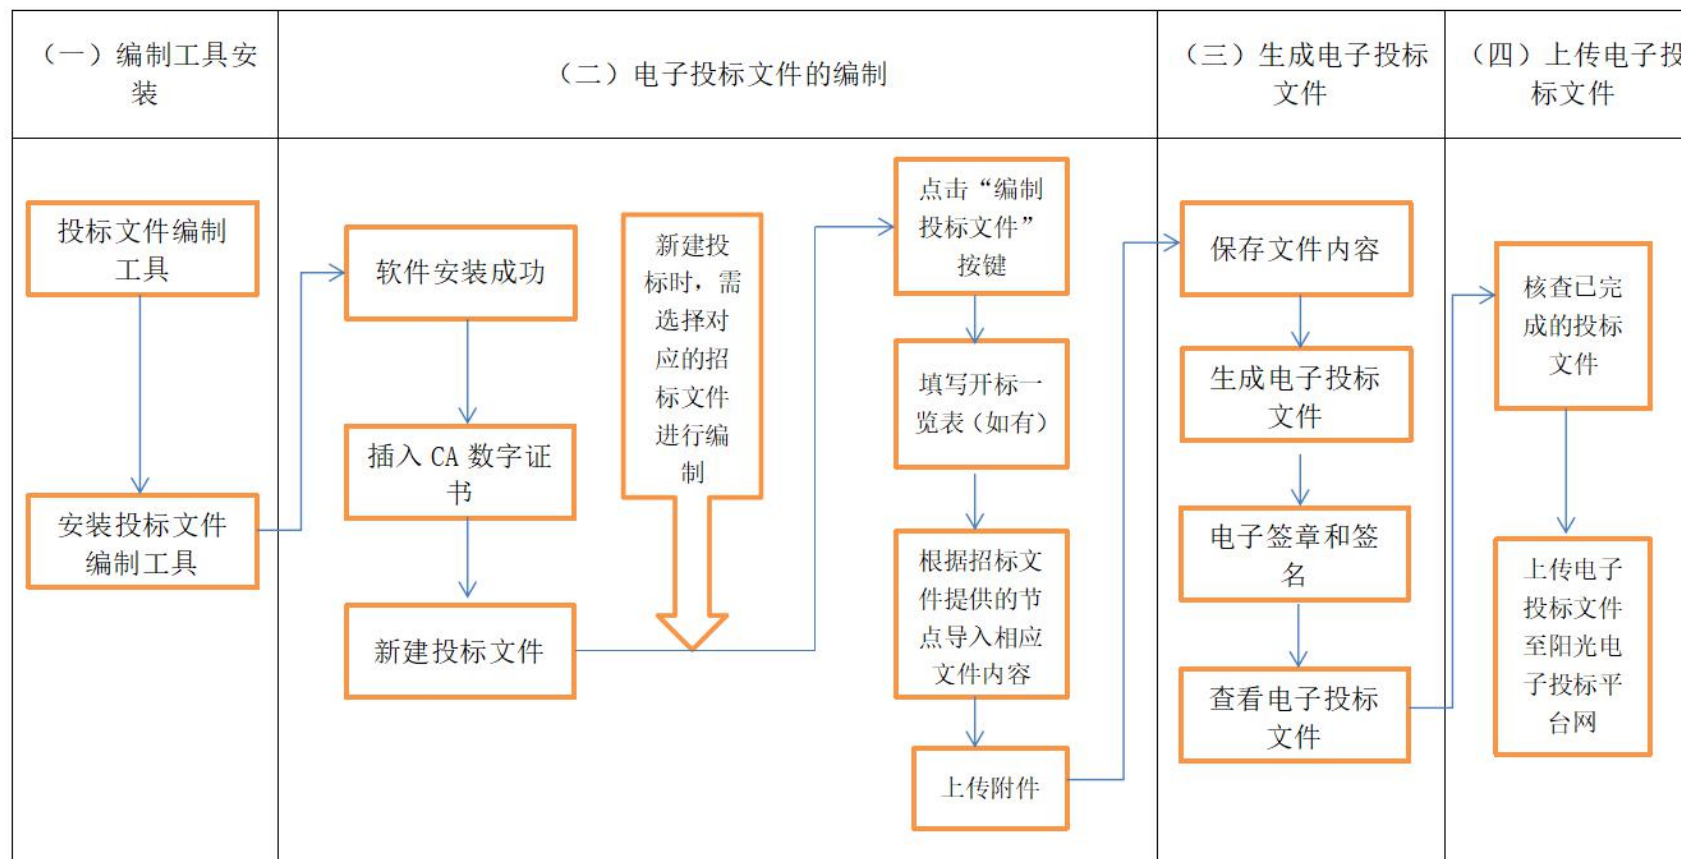 （一）编制工具安
装
（二）电子投标文件的编制
（三）生成电子投标
文件
（四）上传电子投
标文件
投标文件编制
工具
安装投标文件
编制工具
软件安装成功
插入 CA 数字证
书
新建投标文件
新建投
标时，需
选择对
应的招
标文件
进行编
制
点击“编制
投标文件”
按键
填写开标一
览表（如有）
根据招标文
件提供的节
点导入相应
文件内容
上传附件
保存文件内容
生成电子投标
文件
电子签章和签
名
查看电子投标
文件
核查已完
成的投标
文件
上传电子
投标文件
至阳光电
子投标平
台网